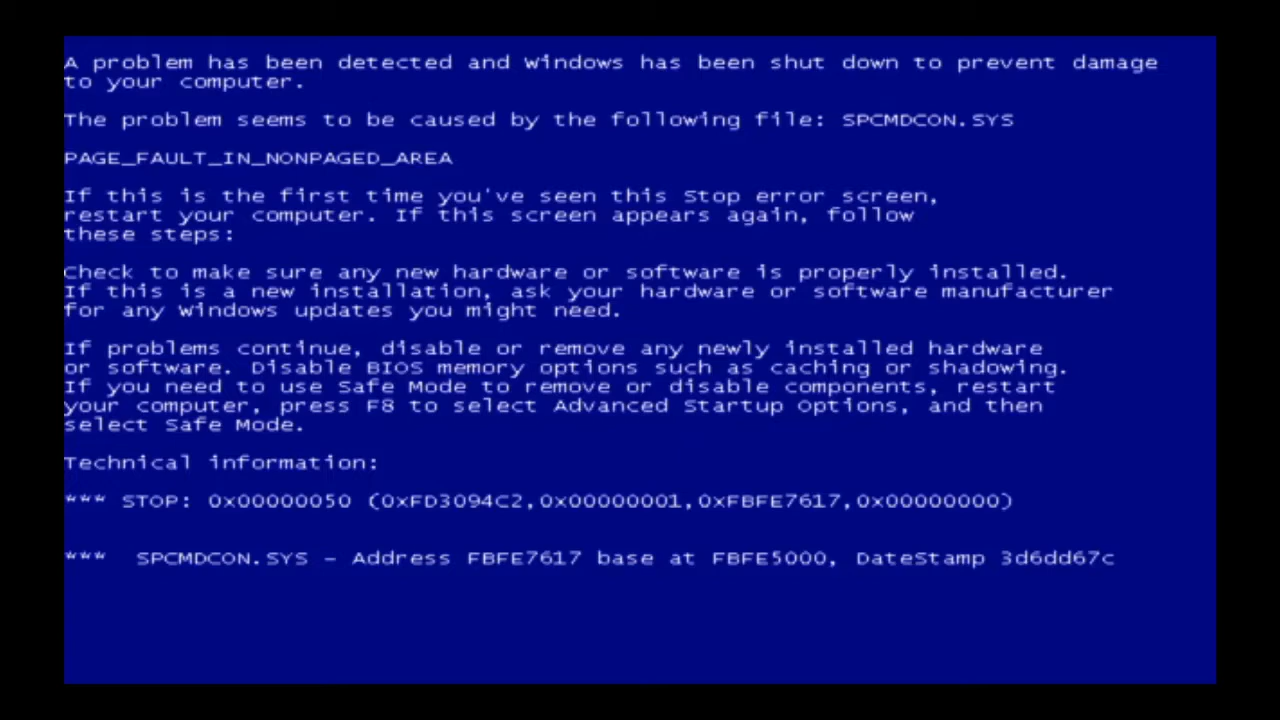 A problem has been detected and Windows has been shut down to prevent damage
to your computer.
The problem seems to be caused by the following file: SPCMDCON.SYS
PAGE_FAULT_IN_NONPAGED_AREA
If this is the first time you've seen this Stop error screen,
restart your computer. If this screen appears again, follow
these steps:
Check to make sure any new hardware or software is properly installed.
If this is a new installation, ask your hardware or software manufacturer
for any Windows updates you might need.
If problems continue, disable or remove any newly installed hardware
or software. Disable BIOS memory options such as caching or shadowing.
If you need to use Safe Mode to remove or disable components, restart
your computer, press F8 to select Advanced Startup Options, and then
select Safe Mode.
Technical information:
*** STOP: 0x00000050 (0xFD3094C2,0x00000001,0xFBFE7617,0x00000000)
*** SPCMDCON.SYS - Address FBFE7617 base at FBFE5000, DateStamp 3d6dd67c